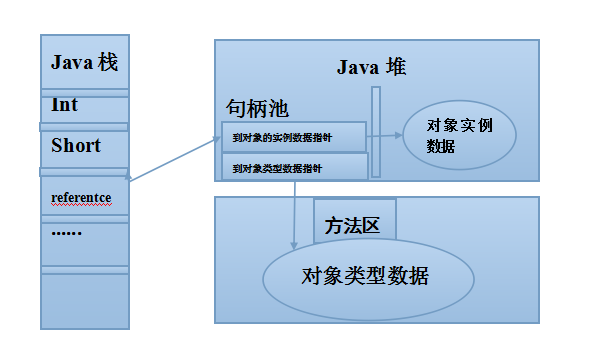 Java 栈
Int
Short
referentce
......
Java 堆
句柄池
到对象的实例数据指针
到对象类型数据指针
对象实例
数据
方法区
对象类型数据